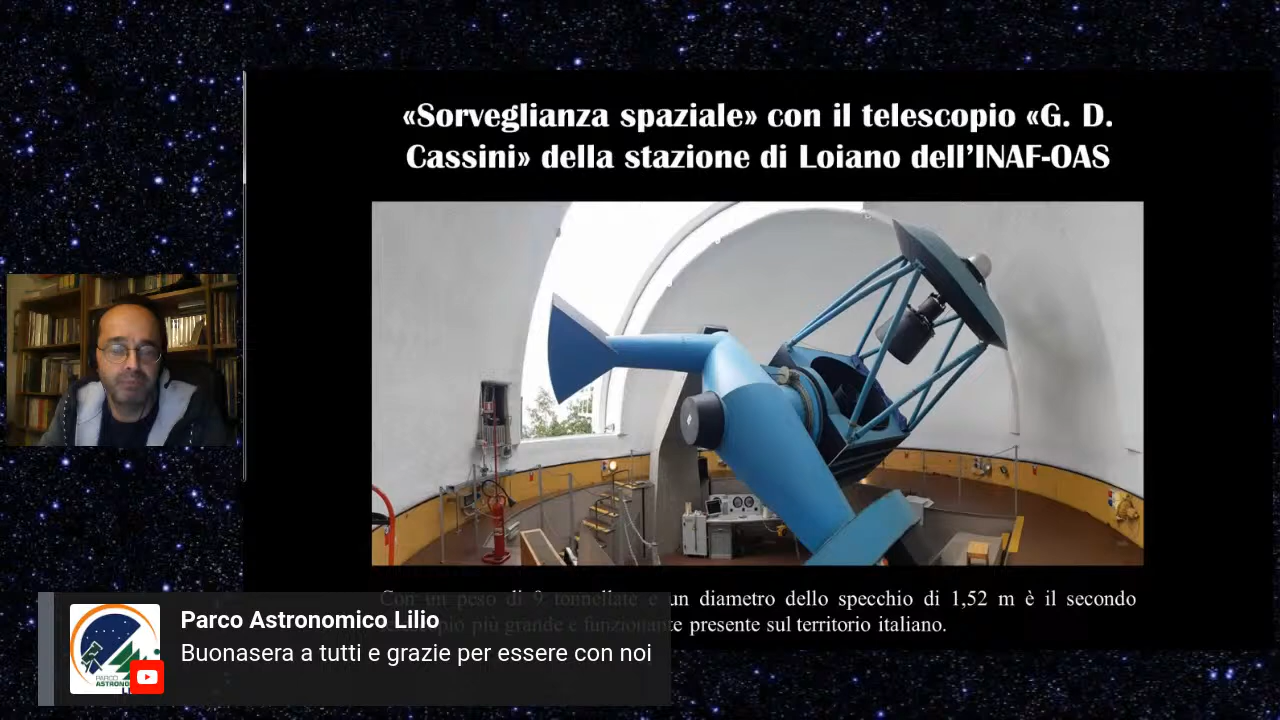 «Sorveglianza spaziale» con il telescopio «G. D.
Cassini» della stazione di Loiano dell'INAF-OAS
Con un peso di 9 tonnellate e un diametro dello specchio di 1,52 m è il secondo
telescopio più grande e funzionante presente sul territorio italiano.
Parco Astronomico Lilio
Buonasera a tutti e grazie per essere con noi
PARCO